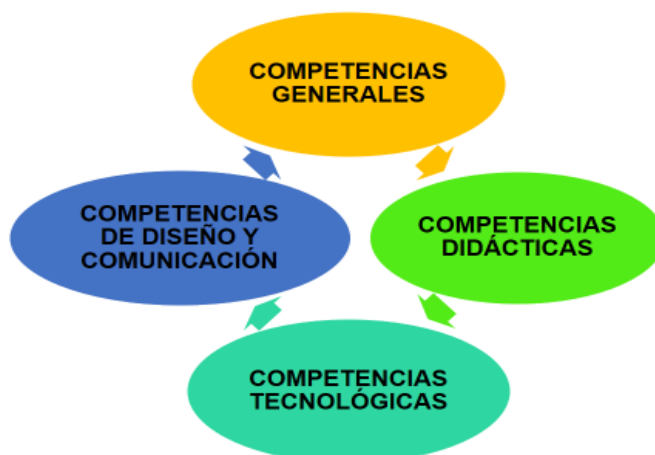 COMPETENCIAS
GENERALES
COMPETENCIAS
DE DISEÑO Y
COMUNICACIÓN
COMPETENCIAS
DIDÁCTICAS
COMPETENCIAS
TECNOLÓGICAS